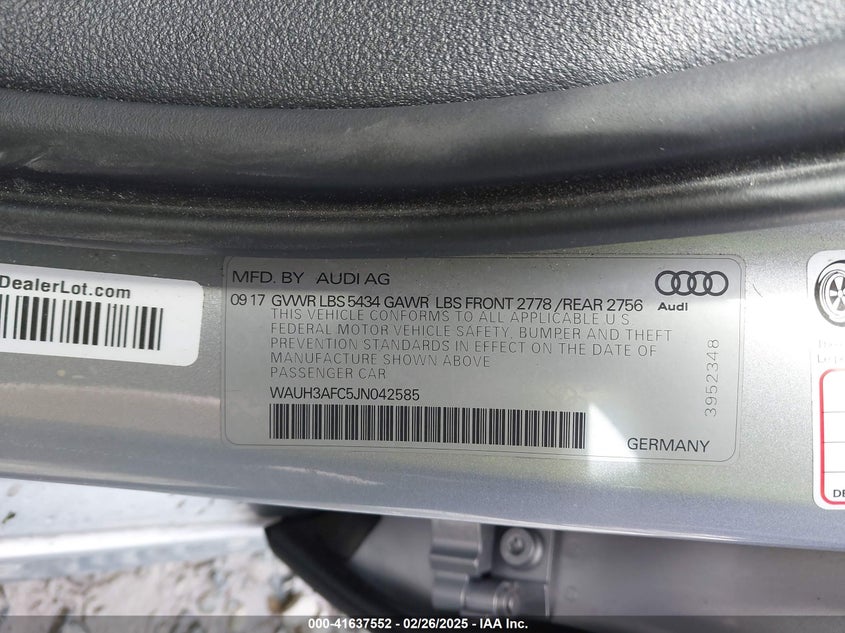 DealerLot.com
MFD. BY AUDI AG
09 17 GVWR LBS 5434 GAWR LBS FRONT 2778 / REAR 2756
THIS VEHICLE CONFORMS TO ALL APPLICABLE U.S
FEDERAL MOTOR VEHICLE SAFETY, BUMPER AND THEFT
PREVENTION STANDARDS IN EFFECT ON THE DATE OF
MANUFACTURE SHOWN ABOVE
PASSENGER CAR
WAUH3AFC5JN042585
GERMANY
Audi
3952348
000-41637552 — 02/26/2025 — IAA Inc.